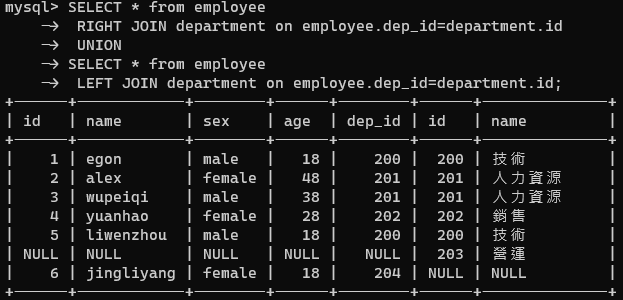 mysql> SELECT * from employee
    -> RIGHT JOIN department on employee.dep_id=department.id
    -> UNION
    -> SELECT * from employee
    -> LEFT JOIN department on employee.dep_id=department.id;
+------+------------+--------+------+--------+------+--------------+
| id | name | sex | age | dep_id | id | name |
+------+------------+--------+------+--------+------+--------------+
| 1 | egon | male | 18 | 200 | 200 | 技術 |
| 2 | alex | female | 48 | 201 | 201 | 人力資源 |
| 3 | wupeiqi | male | 38 | 201 | 201 | 人力資源 |
| 4 | yuanhao | female | 28 | 202 | 202 | 銷售 |
| 5 | liwenzhou | male | 18 | 200 | 200 | 技術 |
| NULL | NULL | NULL | NULL | NULL | 203 | 營運 |
| 6 | jingliyang | female | 18 | 204 | NULL | NULL |
+------+------------+--------+------+--------+------+--------------+